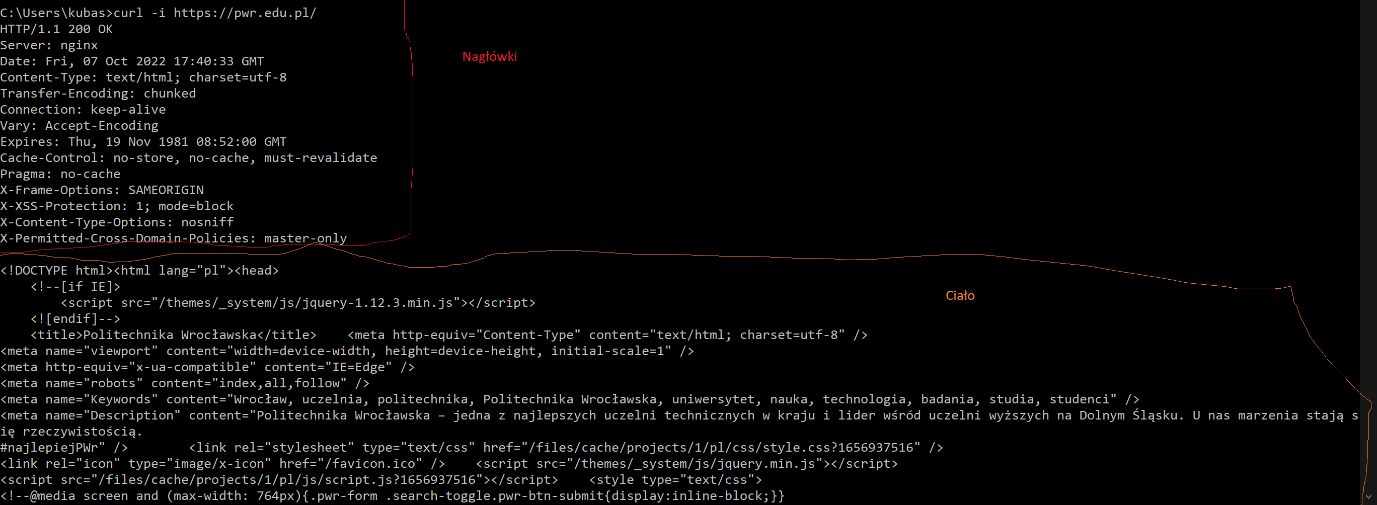 C:\Users\kubas>curl -i https://pwr.edu.pl/
HTTP/1.1 200 OK
Server: nginx
Nagłówki
Date: Fri, 07 Oct 2022 17:40:33 GMT
Content-Type: text/html; charset=utf-8
Transfer-Encoding: chunked
Connection: keep-alive
Vary: Accept-Encoding
Expires: Thu, 19 Nov 1981 08:52:00 GMT
Cache-Control: no-store, no-cache, must-revalidate
Pragma: no-cache
X-Frame-Options: SAMEORIGIN
X-XSS-Protection: 1; mode=block
X-Content-Type-Options: nosniff
X-Permitted-Cross-Domain-Policies: master-only
<!DOCTYPE html><html lang="pl"><head>
    <!--[if IE]>
Ciało
        <script src="/themes/_system/js/jquery-1.12.3.min.js"></script>
    <![endif]-->
    <title>Politechnika Wrocławska</title>    <meta http-equiv="Content-Type" content="text/html; charset=utf-8" />
<meta name="viewport" content="width=device-width, height=device-height, initial-scale=1" />
<meta http-equiv="x-ua-compatible" content="IE=Edge" />
<meta name="robots" content="index,all,follow" />
<meta name="Keywords" content="Wrocław, uczelnia, politechnika, Politechnika Wrocławska, uniwersytet, nauka, technologia, badania, studia, studenci" />
<meta name="Description" content="Politechnika Wrocławska – jedna z najlepszych uczelni technicznych w kraju i lider wśród uczelni wyższych na Dolnym Śląsku. U nas marzenia stają s
ię rzeczywistością.
#najlepiejPWr" />        <link rel="stylesheet" type="text/css" href="/files/cache/projects/1/pl/css/style.css?1656937516" />
<link rel="icon" type="image/x-icon" href="/favicon.ico" />    <script src="/themes/_system/js/jquery.min.js"></script>
<script src="/files/cache/projects/1/pl/js/script.js?1656937516"></script>    <style type="text/css">
<!--@media screen and (max-width: 764px){.pwr-form .search-toggle.pwr-btn-submit{display:inline-block;}}